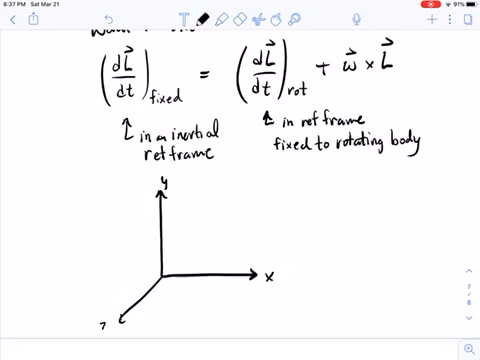 8:37 PM Sat Mar 21
91%
(dL⃗/dt)fixed = (dL⃗/dt)rot + ω⃗ × L⃗
in an inertial
ref frame
in ref frame
fixed to rotating body
y
x
7
/
8